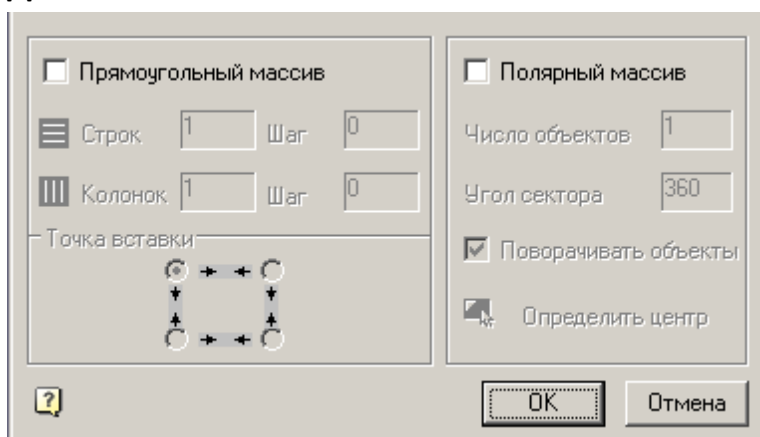 Прямоугольный массив
Строк 1 Шаг 0
Колонок 1 Шаг 0
Точка вставки
Полярный массив
Число объектов 1
Угол сектора 360
Поворачивать объекты
Определить центр
?
OK Отмена